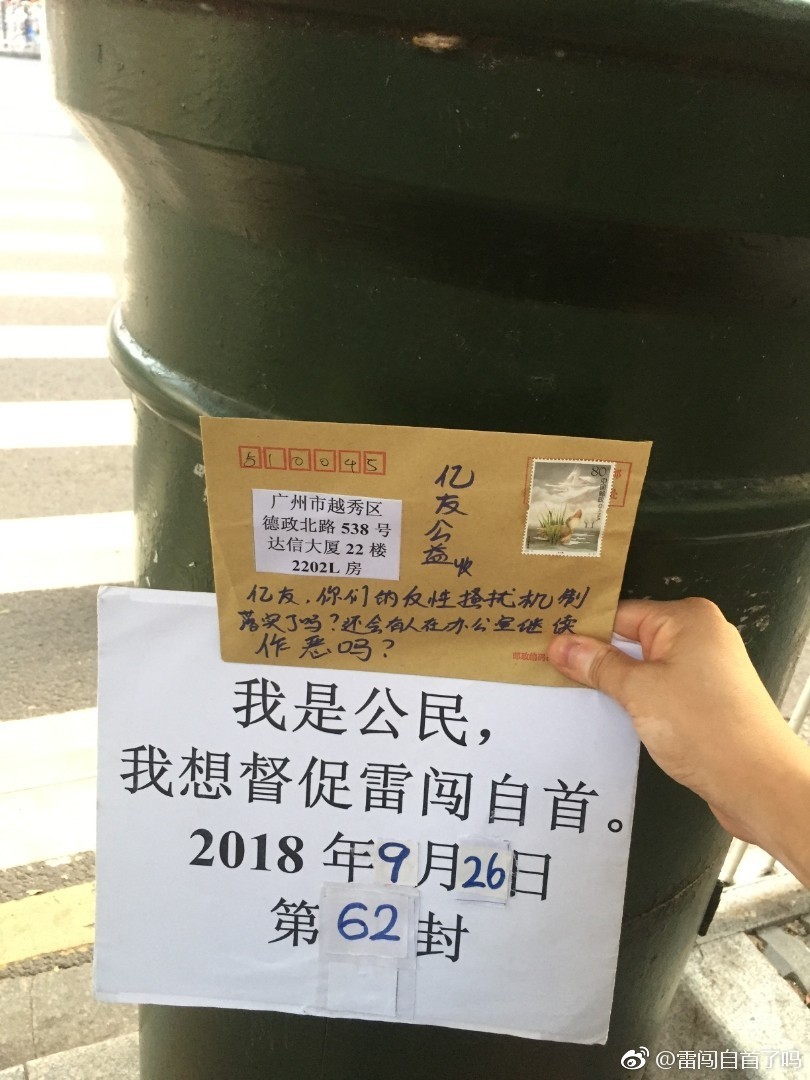 510045
广州市越秀区
德政北路 538 号
达信大厦 22 楼
2202L 房
亿友公益收
80
亿友,你们的反性搔扰机制
落实了吗?还会有人在办公室继续
作恶吗?
我是公民,
我想督促雷闯自首。
2018 年9月26日
第62封
@雷闯自首了吗